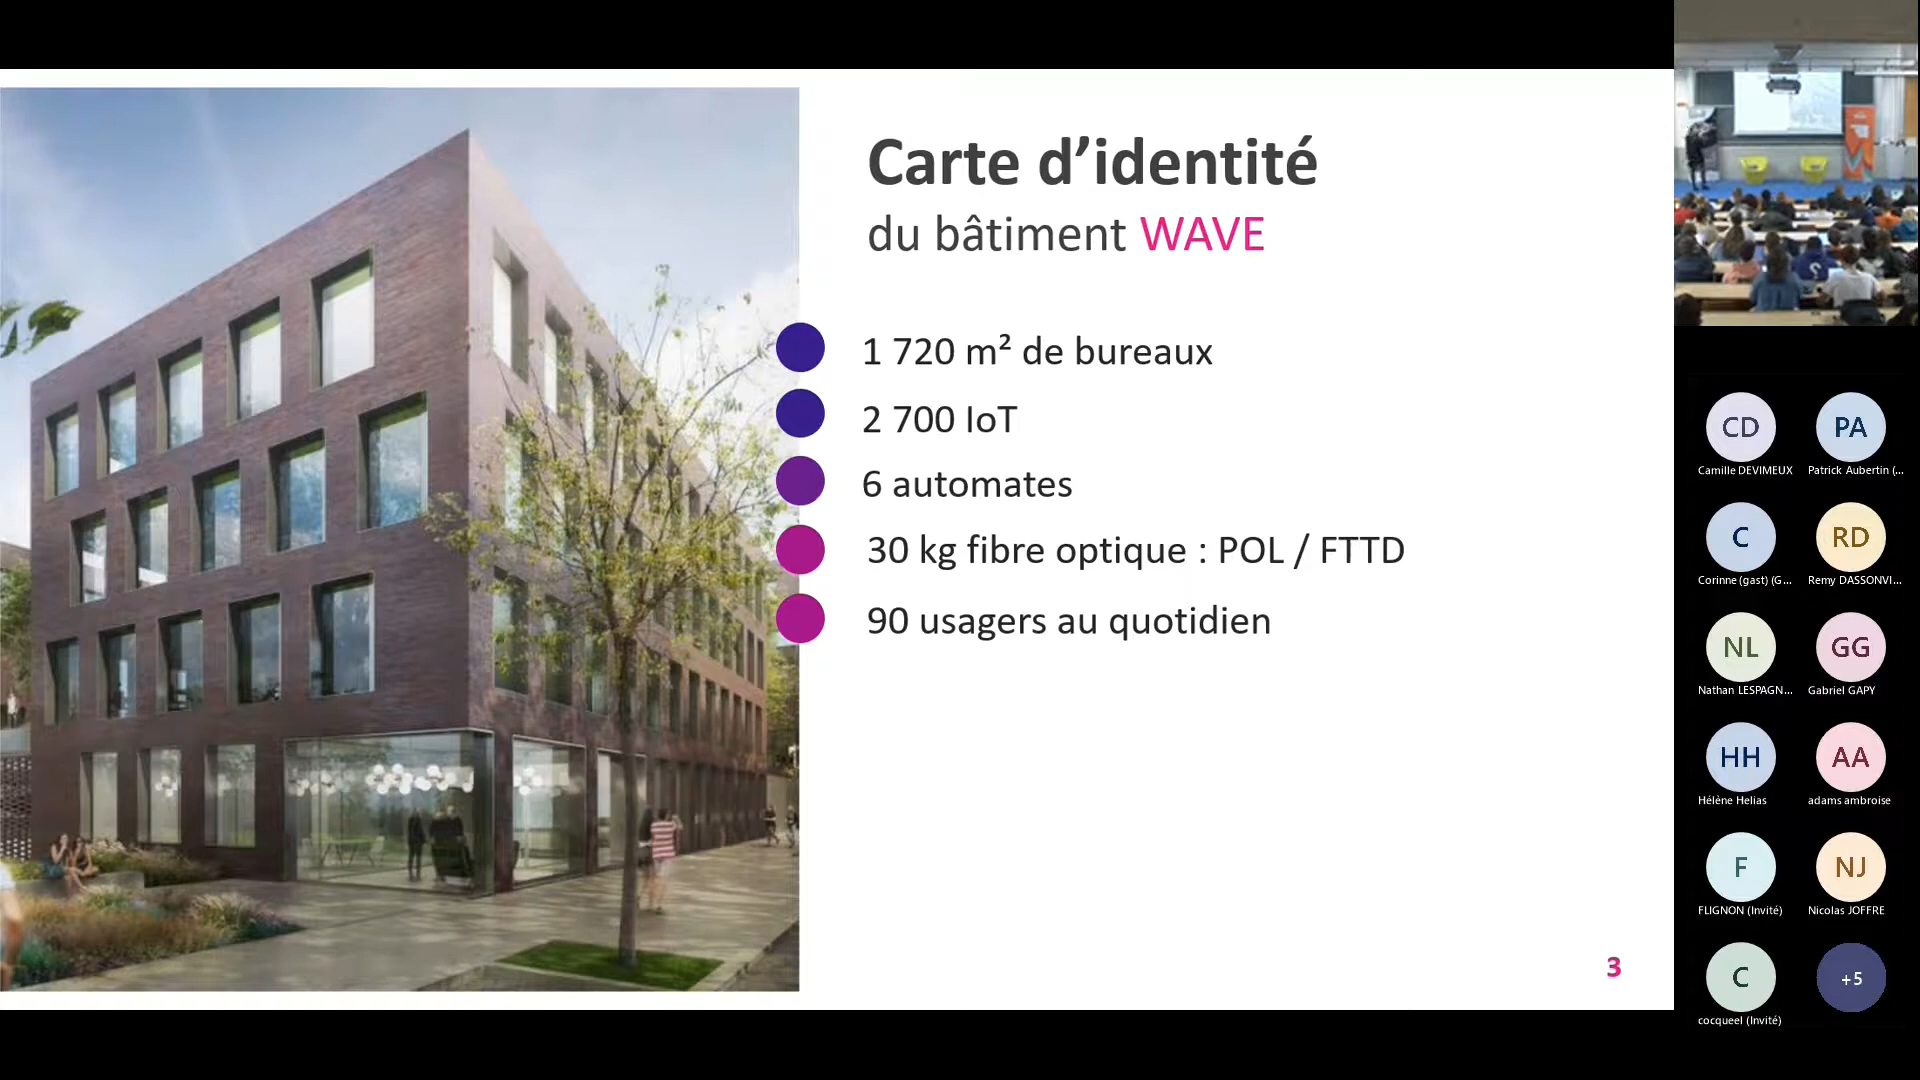 Carte d’identité
du bâtiment WAVE
1 720 m² de bureaux
2 700 IoT
6 automates
30 kg fibre optique : POL / FTTD
90 usagers au quotidien
3
CD
Camille DEVIMEUX
PA
Patrick Aubertin (...
C
Corinne (gast) (G...
RD
Remy DASSONVI...
NL
Nathan LESPAGN...
GG
Gabriel GAPY
HH
Hélène Helias
AA
adams ambroise
F
FLIGNON (Invité)
NJ
Nicolas JOFFRE
C
cocqueel (Invité)
+5